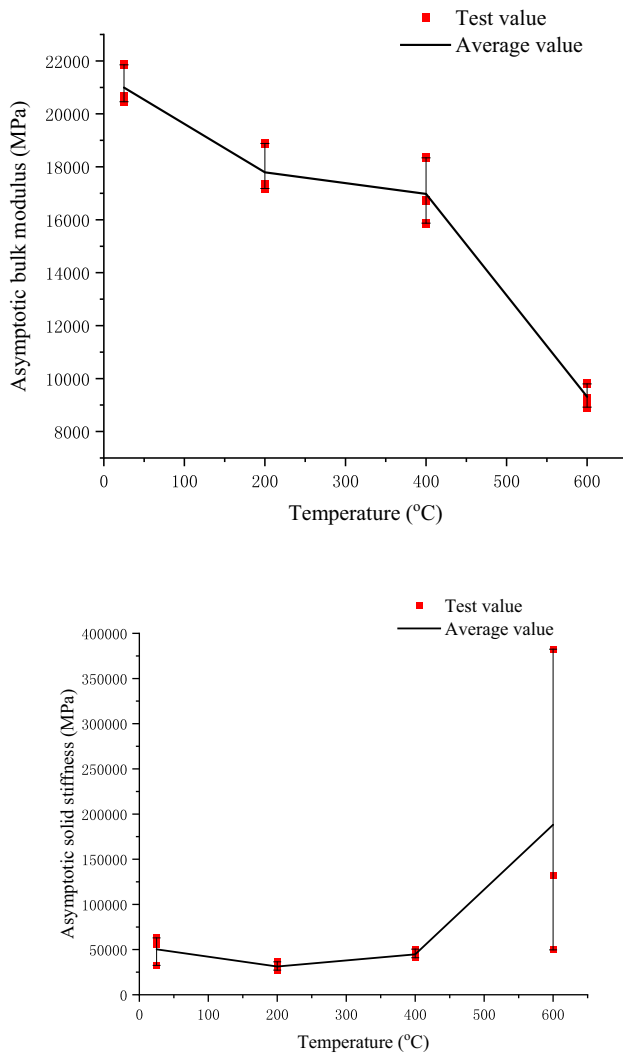 Test value
Average value
22000
20000
18000
16000
14000
12000
10000
8000
Asymptotic bulk modulus (MPa)
0 100 200 300 400 500 600
Temperature (°C)
Test value
Average value
400000
350000
300000
250000
200000
150000
100000
50000
0
Asymptotic solid stiffness (MPa)
0 100 200 300 400 500 600
Temperature (°C)